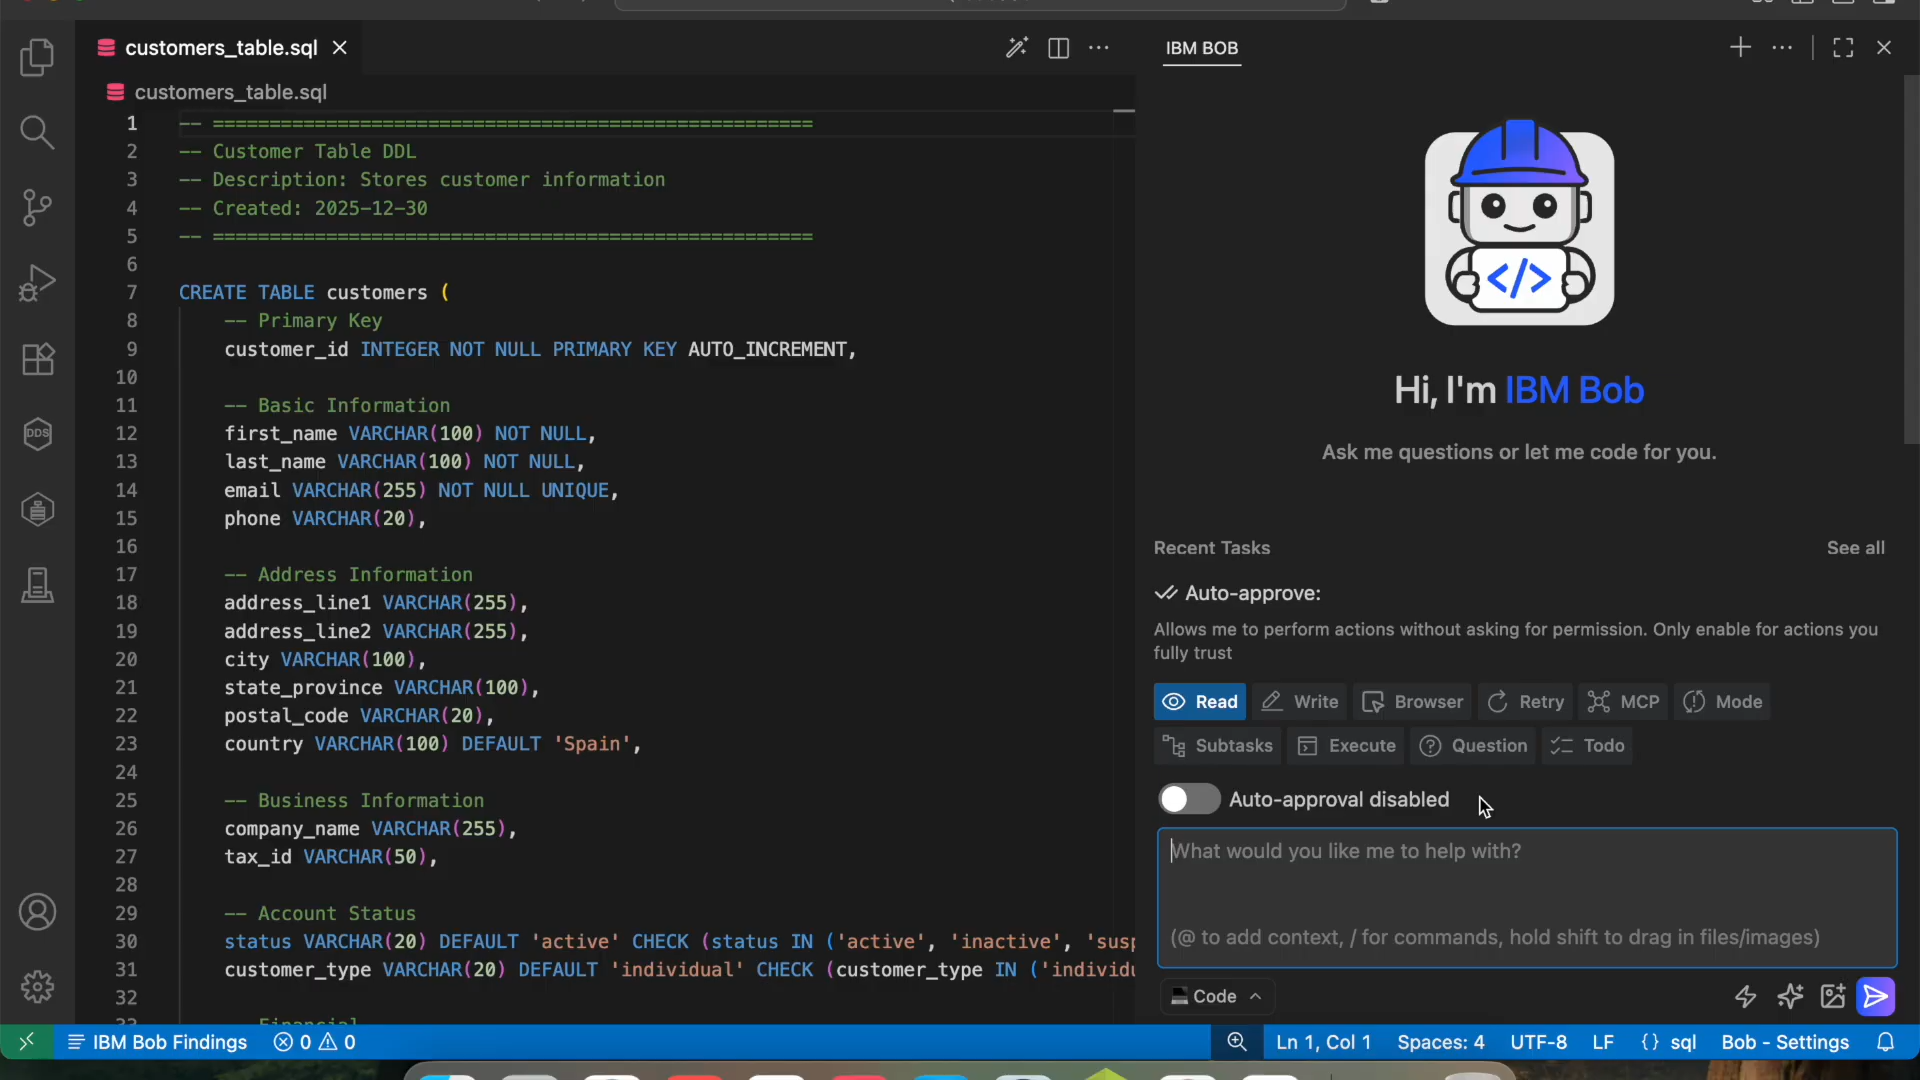 customers_table.sql
customers_table.sql
1 -- =====================================================
2 -- Customer Table DDL
3 -- Description: Stores customer information
4 -- Created: 2025-12-30
5 -- =====================================================
6
7 CREATE TABLE customers (
8 -- Primary Key
9 customer_id INTEGER NOT NULL PRIMARY KEY AUTO_INCREMENT,
10
11 -- Basic Information
12 first_name VARCHAR(100) NOT NULL,
13 last_name VARCHAR(100) NOT NULL,
14 email VARCHAR(255) NOT NULL UNIQUE,
15 phone VARCHAR(20),
16
17 -- Address Information
18 address_line1 VARCHAR(255),
19 address_line2 VARCHAR(255),
20 city VARCHAR(100),
21 state_province VARCHAR(100),
22 postal_code VARCHAR(20),
23 country VARCHAR(100) DEFAULT 'Spain',
24
25 -- Business Information
26 company_name VARCHAR(255),
27 tax_id VARCHAR(50),
28
29 -- Account Status
30 status VARCHAR(20) DEFAULT 'active' CHECK (status IN ('active', 'inactive', 'susp
31 customer_type VARCHAR(20) DEFAULT 'individual' CHECK (customer_type IN ('individu
32
33 -- Financial
DDS
IBM BOB
</>
Hi, I'm IBM Bob
Ask me questions or let me code for you.
Recent Tasks
See all
Auto-approve:
Allows me to perform actions without asking for permission. Only enable for actions you
fully trust
Read Write Browser Retry MCP Mode
Subtasks Execute Question Todo
Auto-approval disabled
What would you like me to help with?
(@ to add context, / for commands, hold shift to drag in files/images)
Code
IBM Bob Findings 0 0 Ln 1, Col 1 Spaces: 4 UTF-8 LF {} sql Bob - Settings